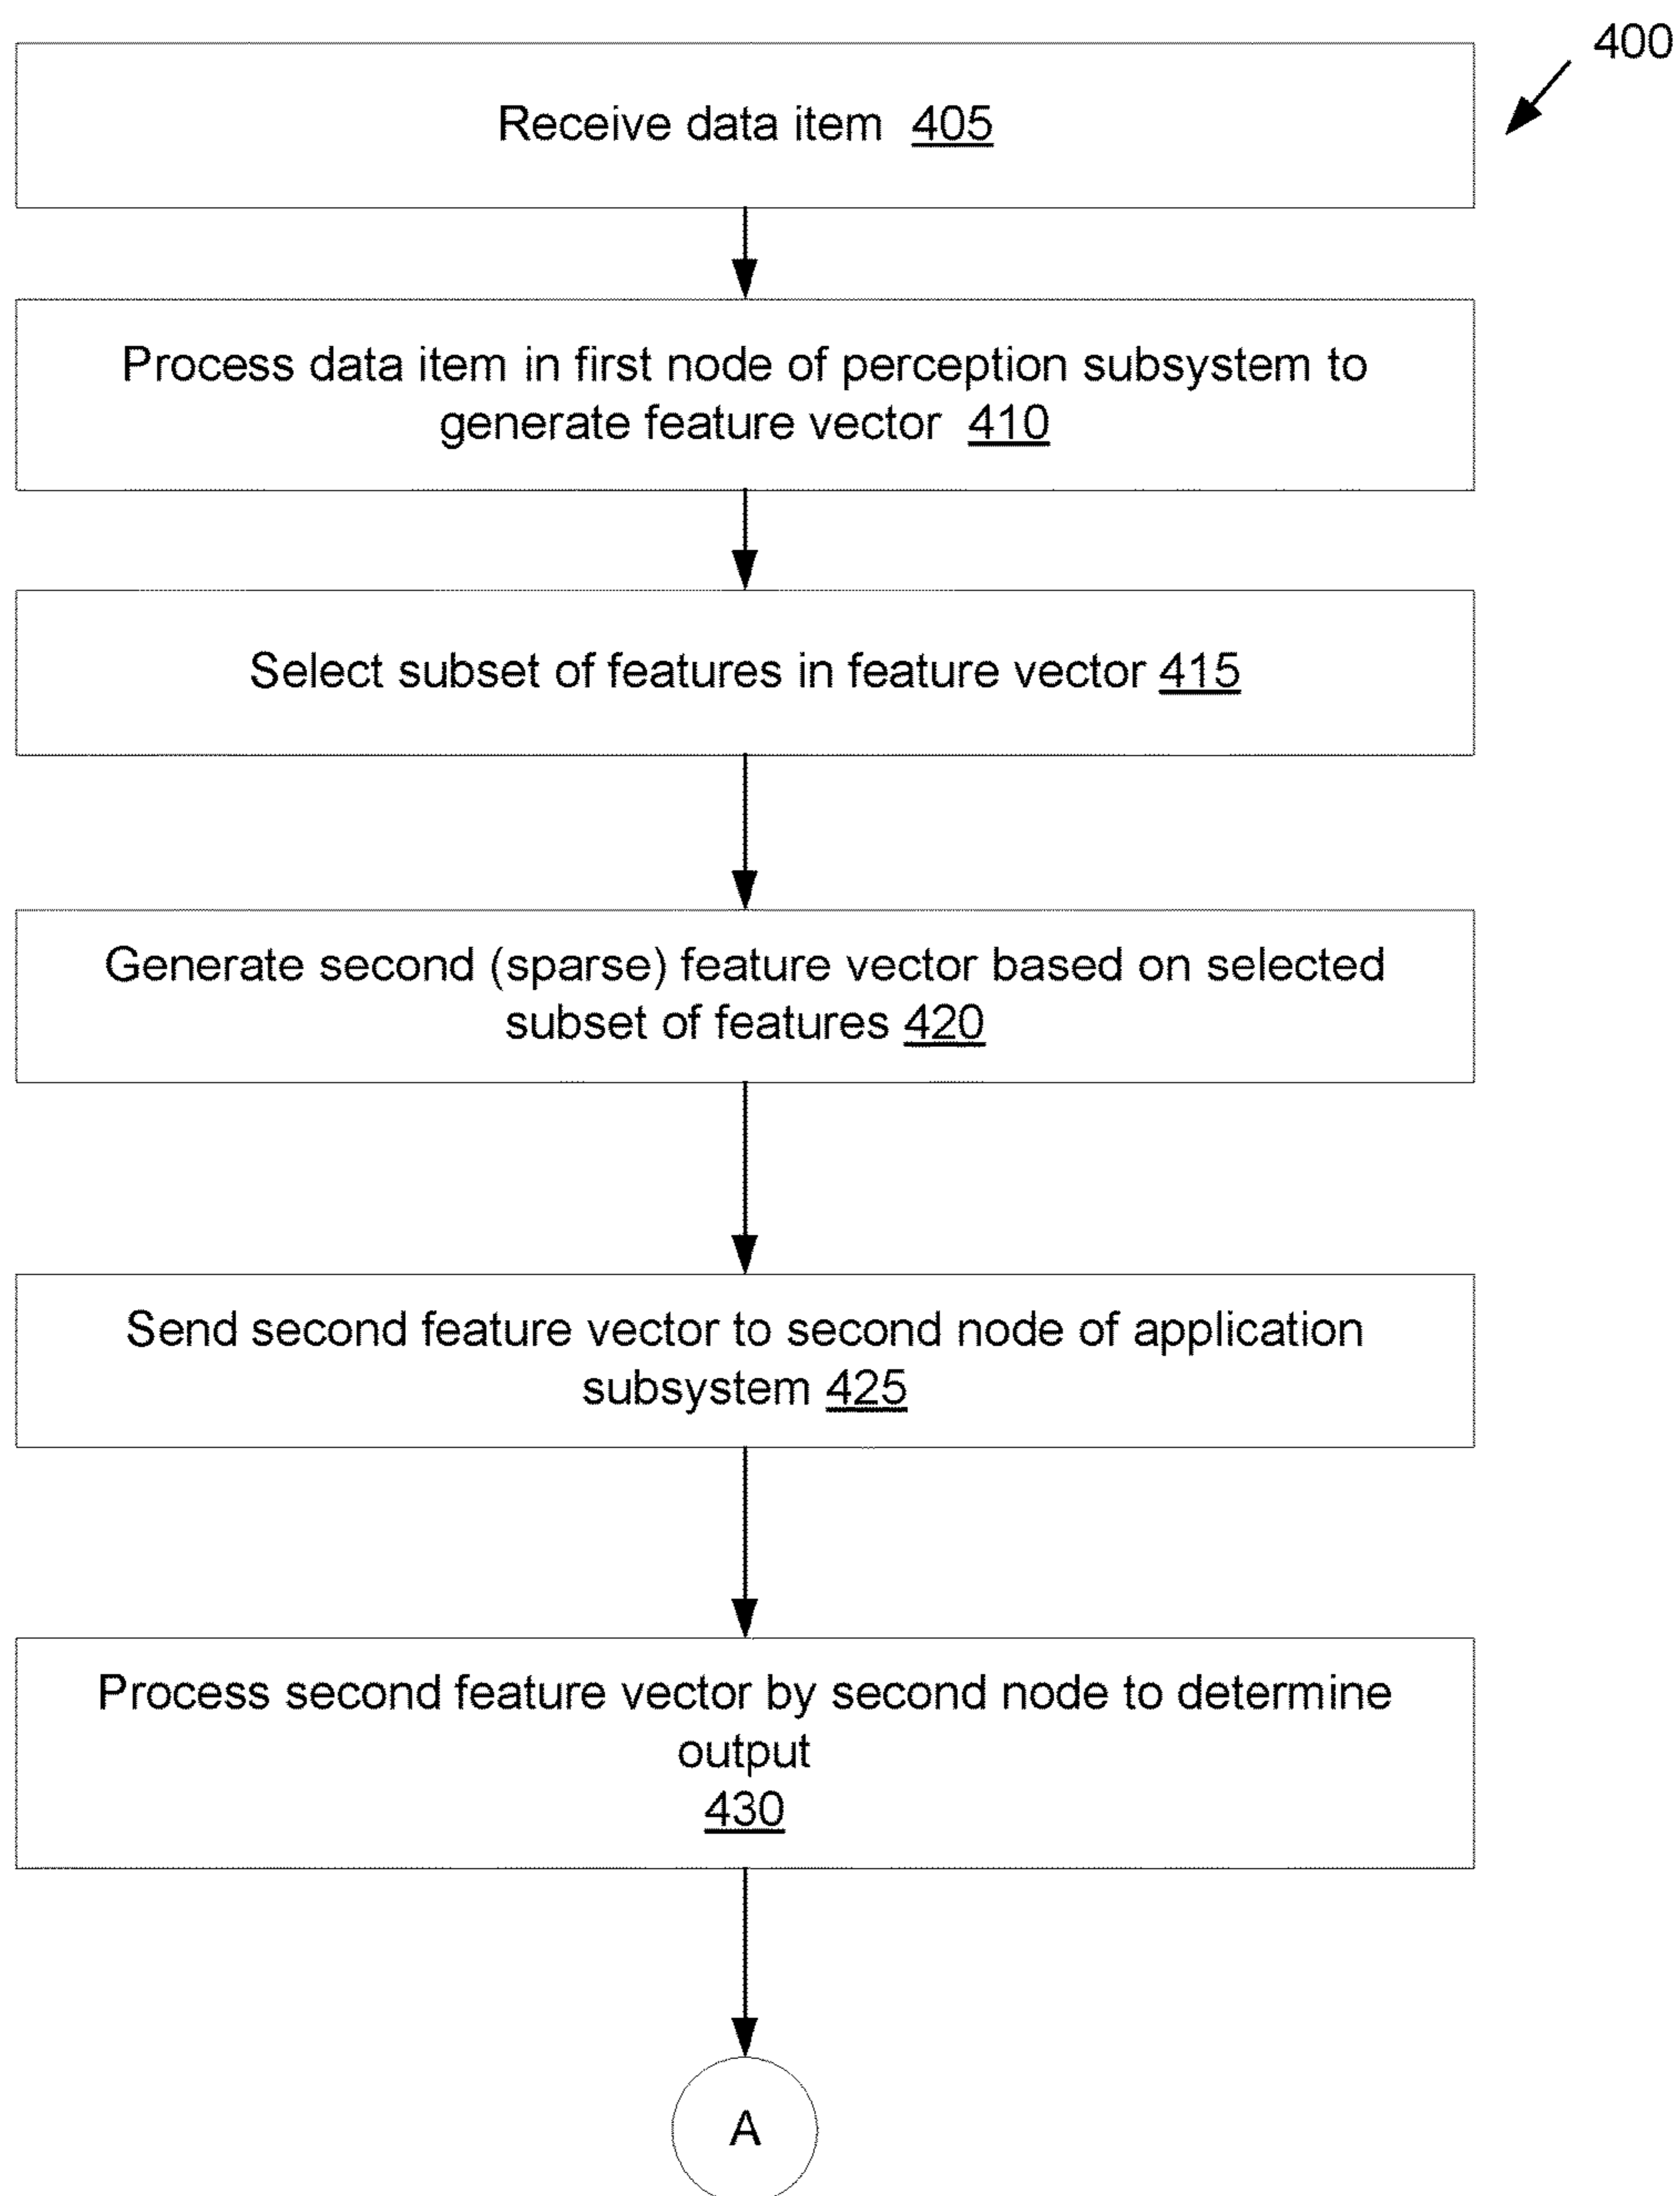 400
Receive data item 405
Process data item in first node of perception subsystem to
generate feature vector 410
Select subset of features in feature vector 415
Generate second (sparse) feature vector based on selected
subset of features 420
Send second feature vector to second node of application
subsystem 425
Process second feature vector by second node to determine
output
430
A